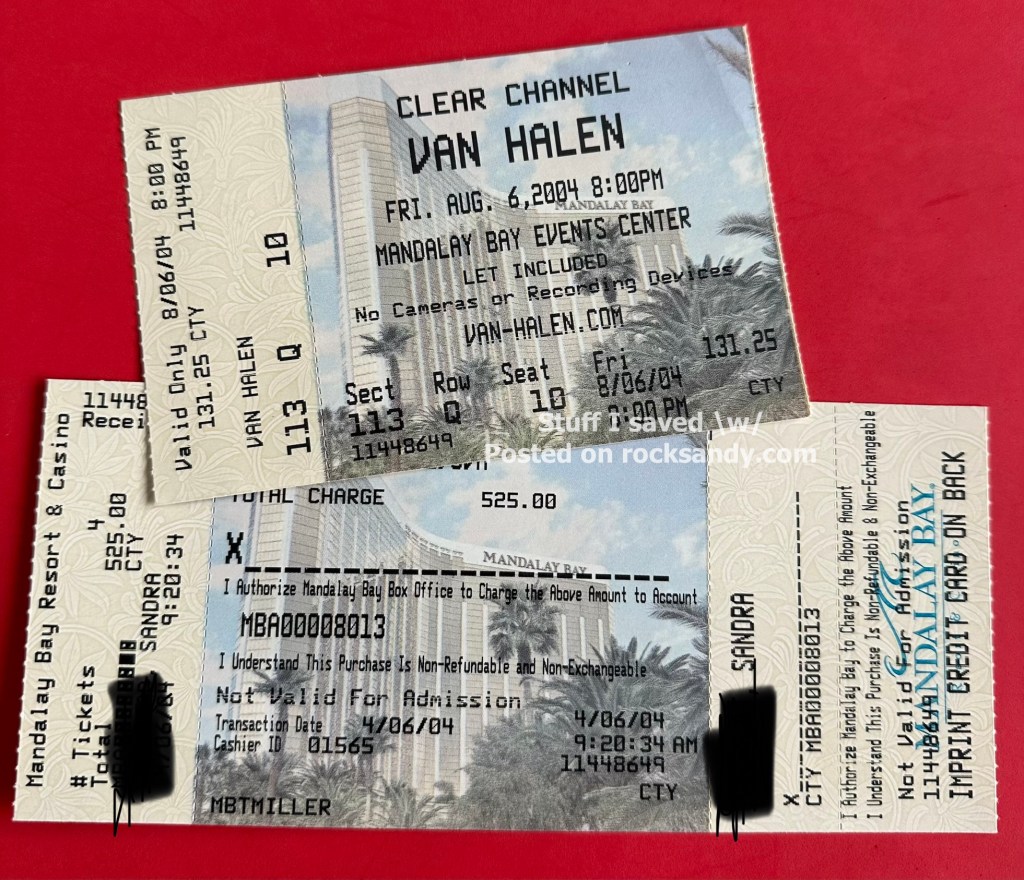 CLEAR CHANNEL
VAN HALEN
FRI. AUG. 6,2004 8:00PM
MANDALAY BAY
MANDALAY BAY EVENTS CENTER
LET INCLUDED
No Cameras or Recording Devices
VAN-HALEN.COM
Sect Row Seat Fri 131.25
113 Q 10 8/06/04 CTY
8:00 PM
11448649
Valid Only 8/06/04 8:00 PM
131.25 CTY 11448649
VAN HALEN
113 Q 10
Stuff I saved \w/
Posted on rocksandy.com
Mandalay Bay Resort & Casino
# Tickets 4
Total 525.00
CTY
SANDRA
/06/04 9:20:34
11448
Recei
TOTAL CHARGE 525.00
X
MANDALAY BAY
I Authorize Mandalay Bay Box Office to Charge the Above Amount to Account
MBA00008013
I Understand This Purchase Is Non-Refundable and Non-Exchangeable
Not Valid For Admission
Transaction Date 4/06/04 4/06/04
Cashier ID 01565 9:20:34 AM
11448649
CTY
MBTMILLER
SANDRA
X
CTY MBA00008013
I Authorize Mandalay Bay to Charge the Above Amount
I Understand This Purchase Is Non-Refundable & Non-Exchangeable
Not Valid For Admission
11448649
MANDALAY BAY
IMPRINT CREDIT CARD ON BACK